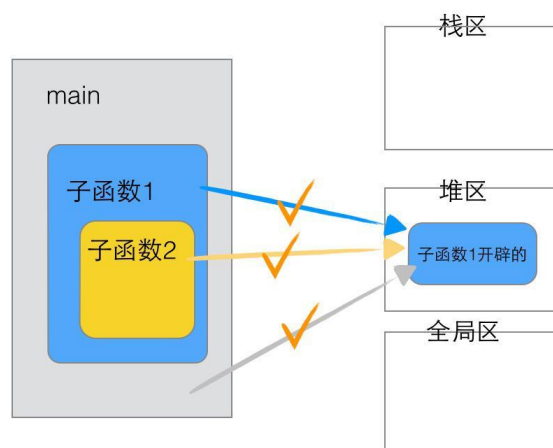 栈区
main
子函数1
堆区
子函数2
子函数1开辟的
全局区